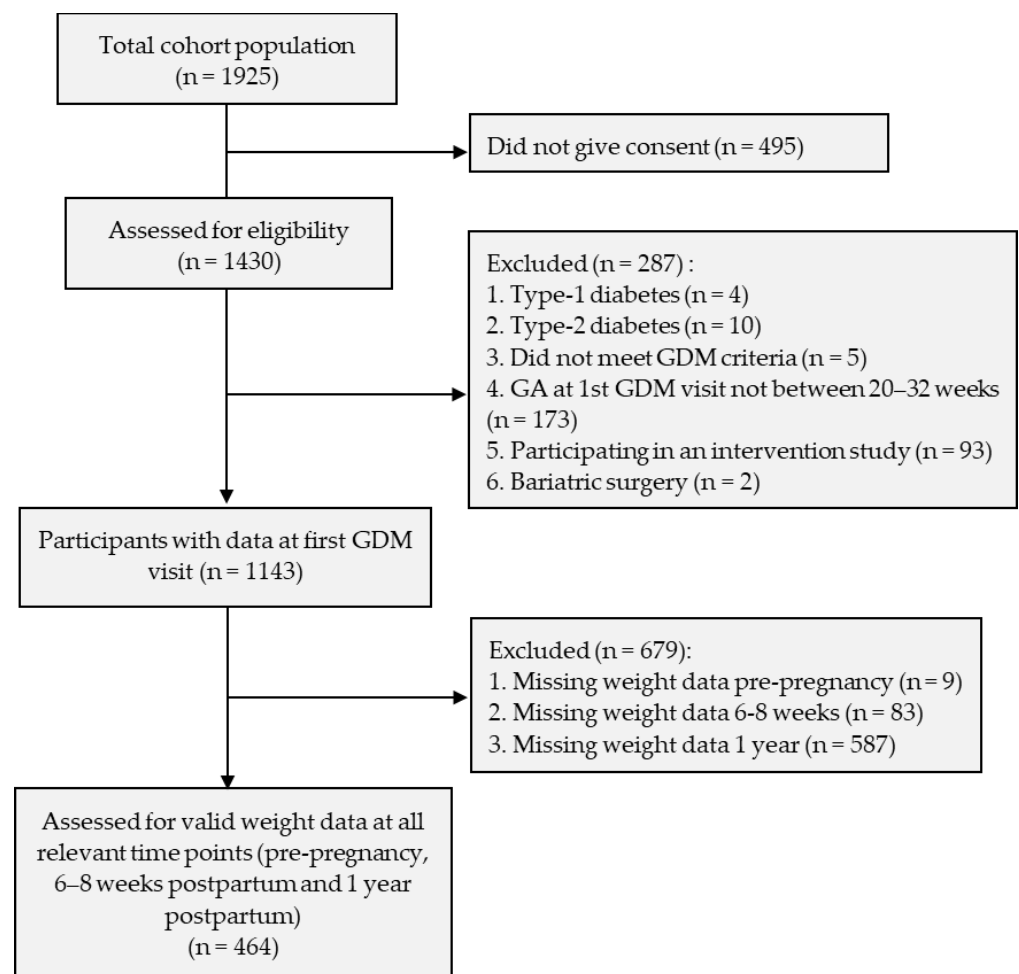 Total cohort population
(n = 1925)
Did not give consent (n = 495)
Assessed for eligibility
(n = 1430)
Excluded (n = 287) :
1. Type-1 diabetes (n = 4)
2. Type-2 diabetes (n = 10)
3. Did not meet GDM criteria (n = 5)
4. GA at 1st GDM visit not between 20–32 weeks
(n = 173)
5. Participating in an intervention study (n = 93)
6. Bariatric surgery (n = 2)
Participants with data at first GDM
visit (n = 1143)
Excluded (n = 679):
1. Missing weight data pre-pregnancy (n = 9)
2. Missing weight data 6-8 weeks (n = 83)
3. Missing weight data 1 year (n = 587)
Assessed for valid weight data at all
relevant time points (pre-pregnancy,
6–8 weeks postpartum and 1 year
postpartum)
(n = 464)